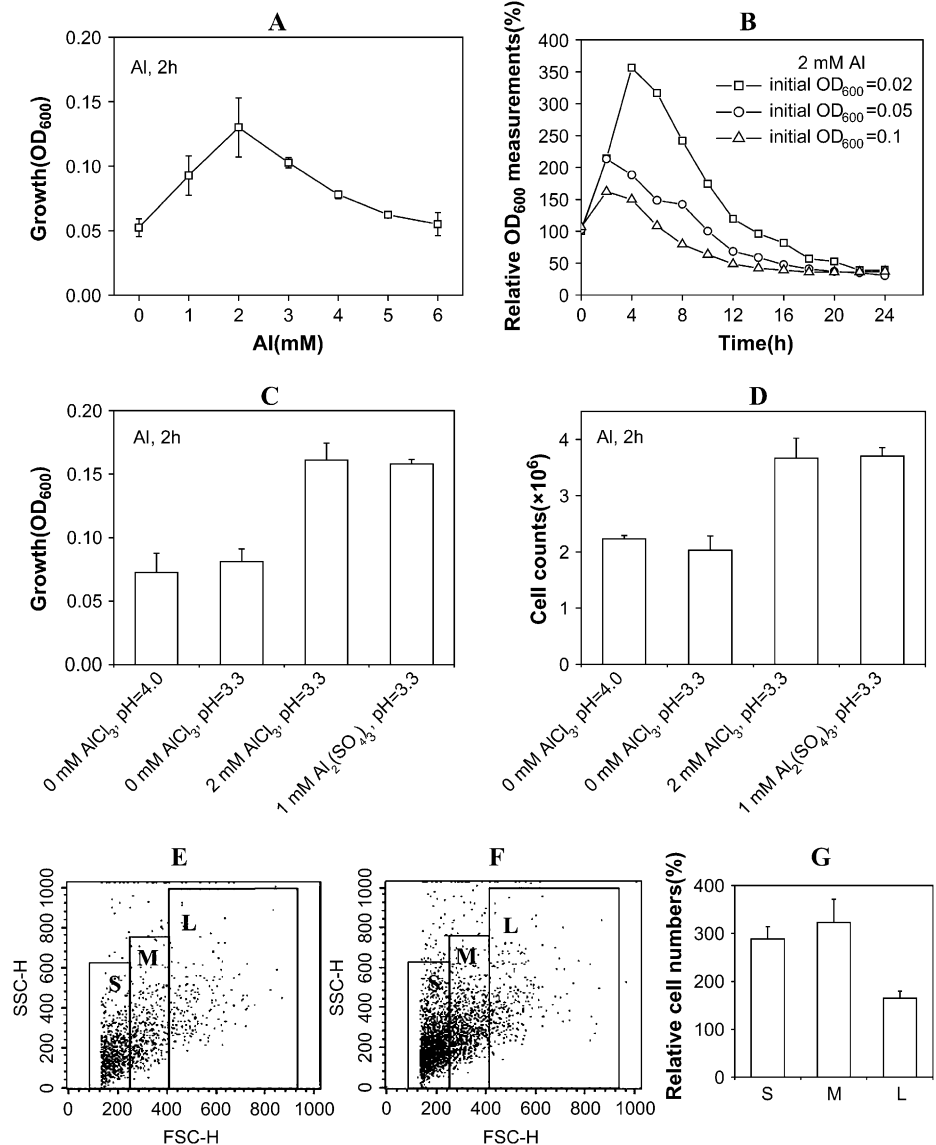 A
Growth(OD600)
0.20
0.15
0.10
0.05
0.00
Al, 2h
0 1 2 3 4 5 6
Al(mM)
B
Relative OD600 measurements(%)
400
350
300
250
200
150
100
50
0
2 mM Al
initial OD600=0.02
initial OD600=0.05
initial OD600=0.1
0 4 8 12 16 20 24
Time(h)
C
Growth(OD600)
0.20
0.15
0.10
0.05
0.00
Al, 2h
0 mM AlCl3, pH=4.0
0 mM AlCl3, pH=3.3
2 mM AlCl3, pH=3.3
1 mM Al2(SO4)3, pH=3.3
D
Cell counts(×10⁶)
4
3
2
1
0
Al, 2h
0 mM AlCl3, pH=4.0
0 mM AlCl3, pH=3.3
2 mM AlCl3, pH=3.3
1 mM Al2(SO4)3, pH=3.3
E
SSC-H
1000
800
600
400
200
0
S
M
L
0 200 400 600 800 1000
FSC-H
F
SSC-H
1000
800
600
400
200
0
S
M
L
0 200 400 600 800 1000
FSC-H
G
Relative cell numbers(%)
400
300
200
100
0
S M L